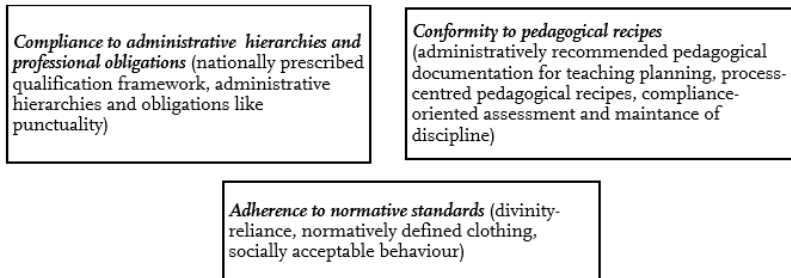 Compliance to administrative hierarchies and
professional obligations (nationally prescribed
qualification framework, administrative
hierarchies and obligations like
punctuality)
Conformity to pedagogical recipes
(administratively recommended pedagogical
documentation for teaching planning, process-
centred pedagogical recipes, compliance-
oriented assessment and maintance of
discipline)
Adherence to normative standards (divinity-
reliance, normatively defined clothing,
socially acceptable behaviour)